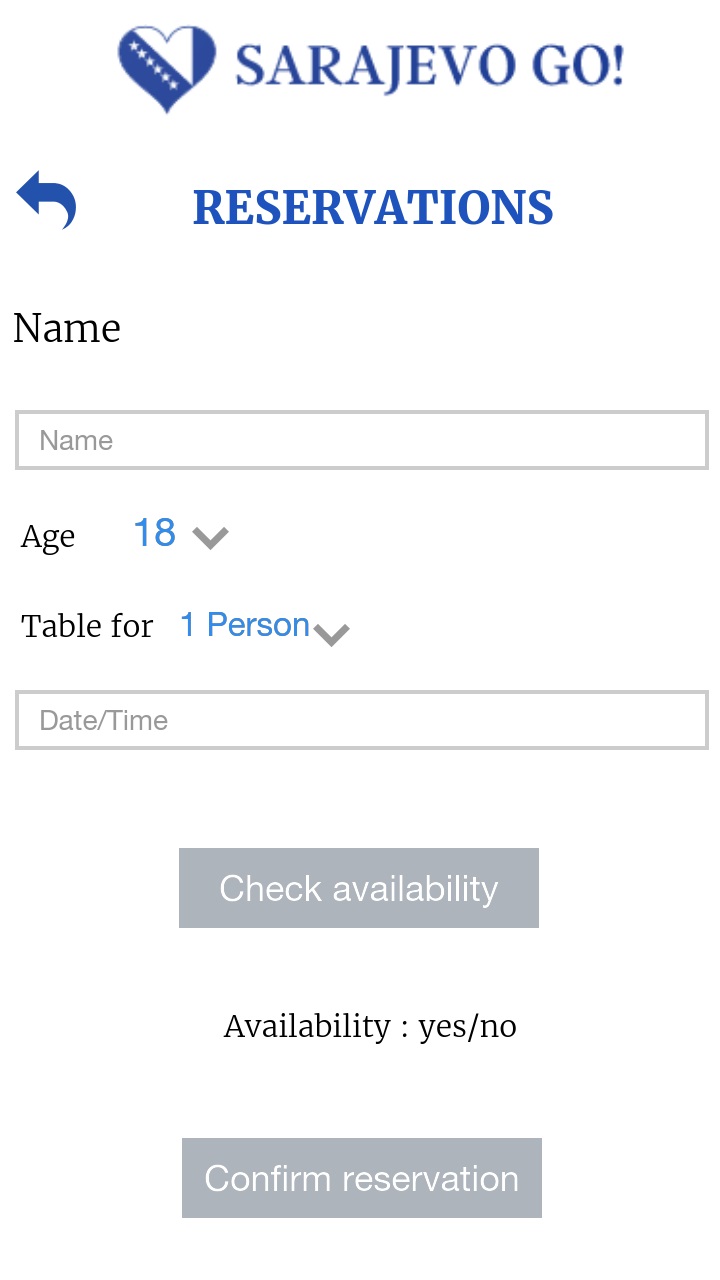 SARAJEVO GO!
RESERVATIONS
Name
Name
Age 18
Table for 1 Person
Date/Time
Check availability
Availability : yes/no
Confirm reservation